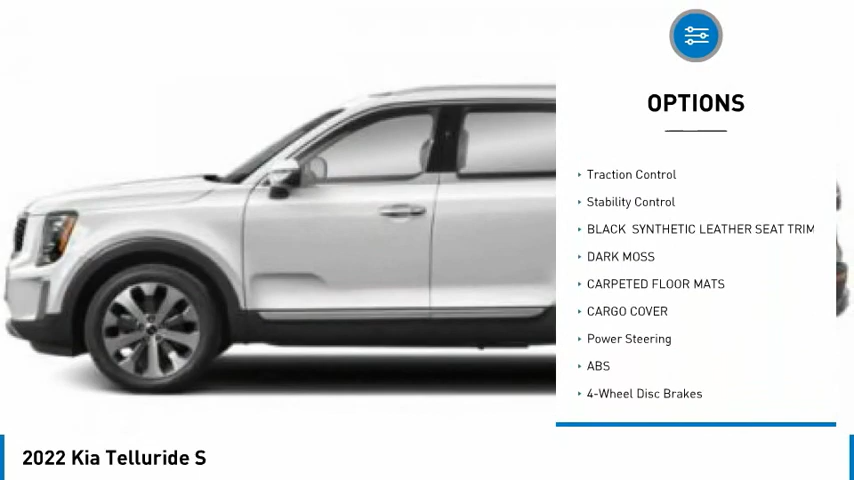 OPTIONS
Traction Control
Stability Control
BLACK SYNTHETIC LEATHER SEAT TRIM
DARK MOSS
CARPETED FLOOR MATS
CARGO COVER
Power Steering
ABS
4-Wheel Disc Brakes
2022 Kia Telluride S